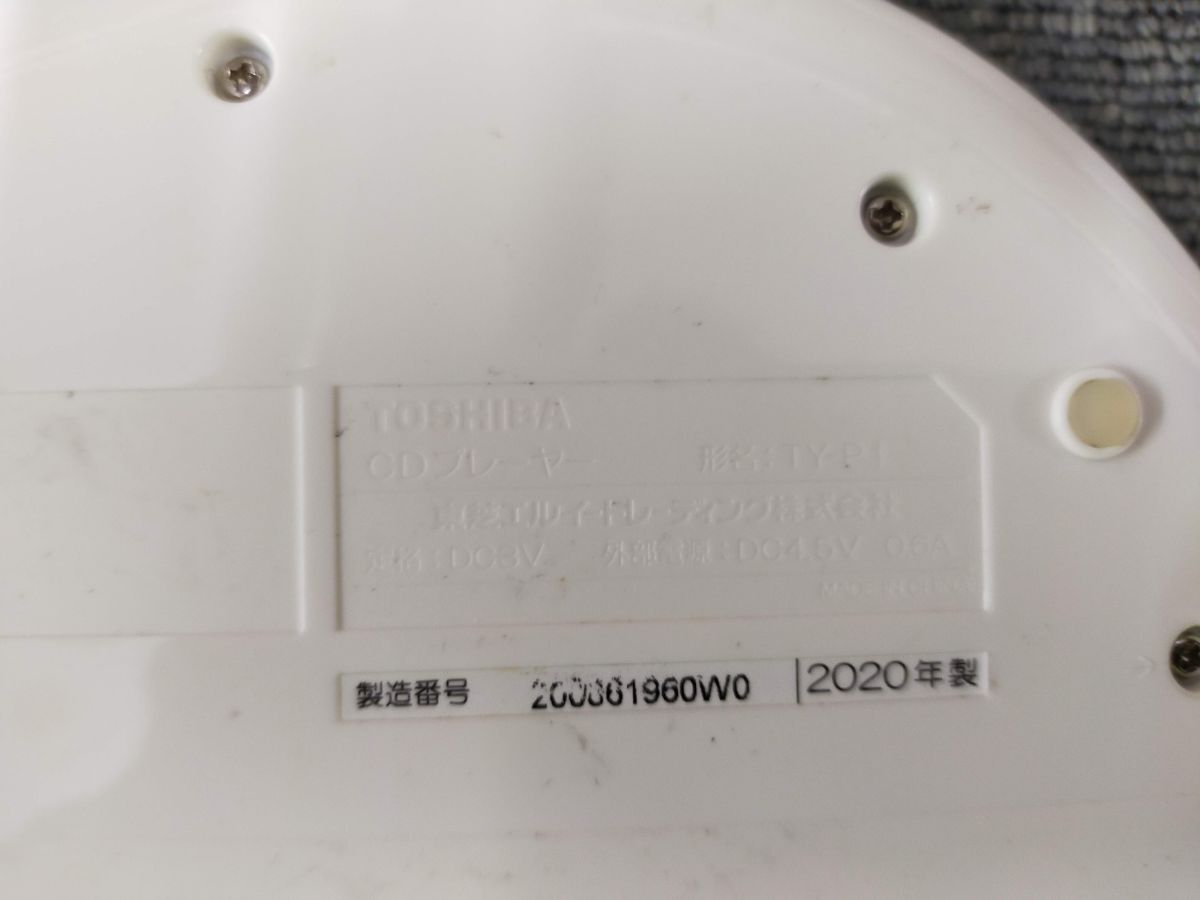 TOSHIBA
CDプレーヤー 形名：TY-P1
東芝エルイートレーディング株式会社
定格：DC3V 外部電源：DC4.5V 0.6A
MADE IN CHINA
製造番号 2020年製